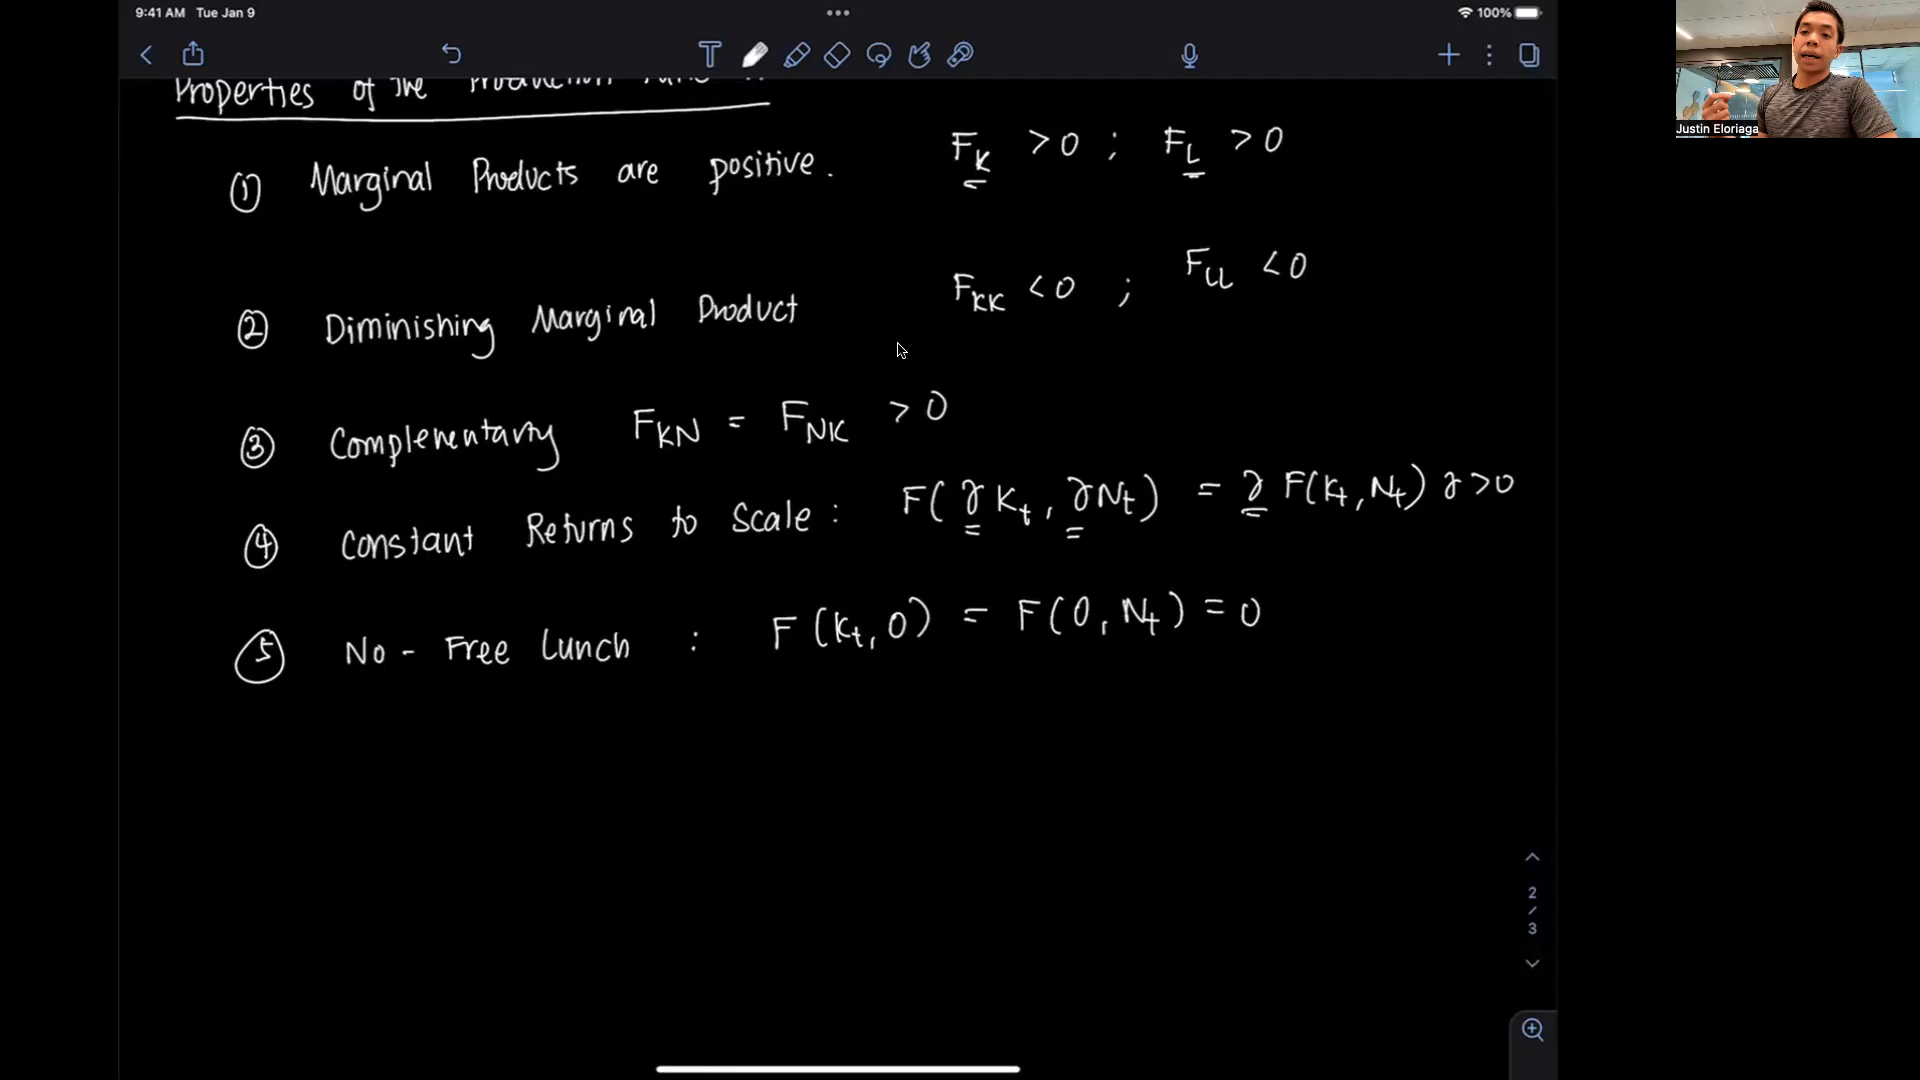 9:41 AM Tue Jan 9
100%
Justin Eloriaga
Properties of the Production
① Marginal Products are positive. F_K > 0 ; F_L > 0
② Diminishing Marginal Product F_KK < 0 ; F_LL < 0
③ Complementarity F_KN = F_NK > 0
④ Constant Returns to Scale : F(γK_t, γN_t) = γ F(K_t, N_t) γ > 0
⑤ No - Free Lunch : F(K_t, 0) = F(0, N_t) = 0
2
/
3